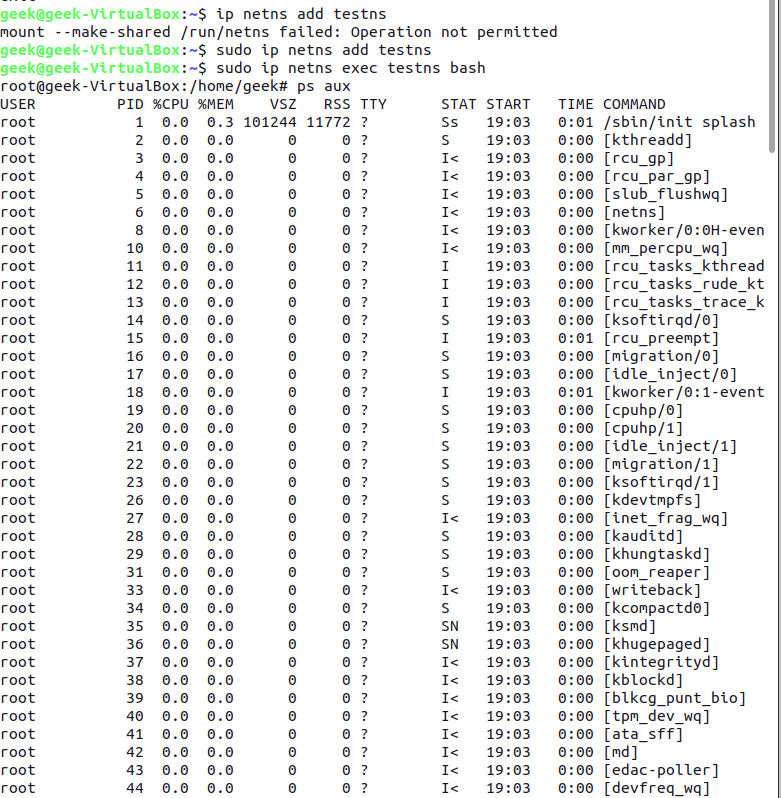 geek@geek-VirtualBox:~$ ip netns add testns
mount --make-shared /run/netns failed: Operation not permitted
geek@geek-VirtualBox:~$ sudo ip netns add testns
geek@geek-VirtualBox:~$ sudo ip netns exec testns bash
root@geek-VirtualBox:/home/geek# ps aux
USER         PID %CPU %MEM    VSZ   RSS TTY      STAT START   TIME COMMAND
root           1  0.0  0.3 101244 11772 ?        Ss   19:03   0:01 /sbin/init splash
root           2  0.0  0.0      0     0 ?        S    19:03   0:00 [kthreadd]
root           3  0.0  0.0      0     0 ?        I<   19:03   0:00 [rcu_gp]
root           4  0.0  0.0      0     0 ?        I<   19:03   0:00 [rcu_par_gp]
root           5  0.0  0.0      0     0 ?        I<   19:03   0:00 [slub_flushwq]
root           6  0.0  0.0      0     0 ?        I<   19:03   0:00 [netns]
root           8  0.0  0.0      0     0 ?        I<   19:03   0:00 [kworker/0:0H-even
root          10  0.0  0.0      0     0 ?        I<   19:03   0:00 [mm_percpu_wq]
root          11  0.0  0.0      0     0 ?        I    19:03   0:00 [rcu_tasks_kthread
root          12  0.0  0.0      0     0 ?        I    19:03   0:00 [rcu_tasks_rude_kt
root          13  0.0  0.0      0     0 ?        I    19:03   0:00 [rcu_tasks_trace_k
root          14  0.0  0.0      0     0 ?        S    19:03   0:00 [ksoftirqd/0]
root          15  0.0  0.0      0     0 ?        I    19:03   0:01 [rcu_preempt]
root          16  0.0  0.0      0     0 ?        S    19:03   0:00 [migration/0]
root          17  0.0  0.0      0     0 ?        S    19:03   0:00 [idle_inject/0]
root          18  0.0  0.0      0     0 ?        I    19:03   0:01 [kworker/0:1-event
root          19  0.0  0.0      0     0 ?        S    19:03   0:00 [cpuhp/0]
root          20  0.0  0.0      0     0 ?        S    19:03   0:00 [cpuhp/1]
root          21  0.0  0.0      0     0 ?        S    19:03   0:00 [idle_inject/1]
root          22  0.0  0.0      0     0 ?        S    19:03   0:00 [migration/1]
root          23  0.0  0.0      0     0 ?        S    19:03   0:00 [ksoftirqd/1]
root          26  0.0  0.0      0     0 ?        S    19:03   0:00 [kdevtmpfs]
root          27  0.0  0.0      0     0 ?        I<   19:03   0:00 [inet_frag_wq]
root          28  0.0  0.0      0     0 ?        S    19:03   0:00 [kauditd]
root          29  0.0  0.0      0     0 ?        S    19:03   0:00 [khungtaskd]
root          31  0.0  0.0      0     0 ?        S    19:03   0:00 [oom_reaper]
root          33  0.0  0.0      0     0 ?        I<   19:03   0:00 [writeback]
root          34  0.0  0.0      0     0 ?        S    19:03   0:00 [kcompactd0]
root          35  0.0  0.0      0     0 ?        SN   19:03   0:00 [ksmd]
root          36  0.0  0.0      0     0 ?        SN   19:03   0:00 [khugepaged]
root          37  0.0  0.0      0     0 ?        I<   19:03   0:00 [kintegrityd]
root          38  0.0  0.0      0     0 ?        I<   19:03   0:00 [kblockd]
root          39  0.0  0.0      0     0 ?        I<   19:03   0:00 [blkcg_punt_bio]
root          40  0.0  0.0      0     0 ?        I<   19:03   0:00 [tpm_dev_wq]
root          41  0.0  0.0      0     0 ?        I<   19:03   0:00 [ata_sff]
root          42  0.0  0.0      0     0 ?        I<   19:03   0:00 [md]
root          43  0.0  0.0      0     0 ?        I<   19:03   0:00 [edac-poller]
root          44  0.0  0.0      0     0 ?        I<   19:03   0:00 [devfreq_wq]